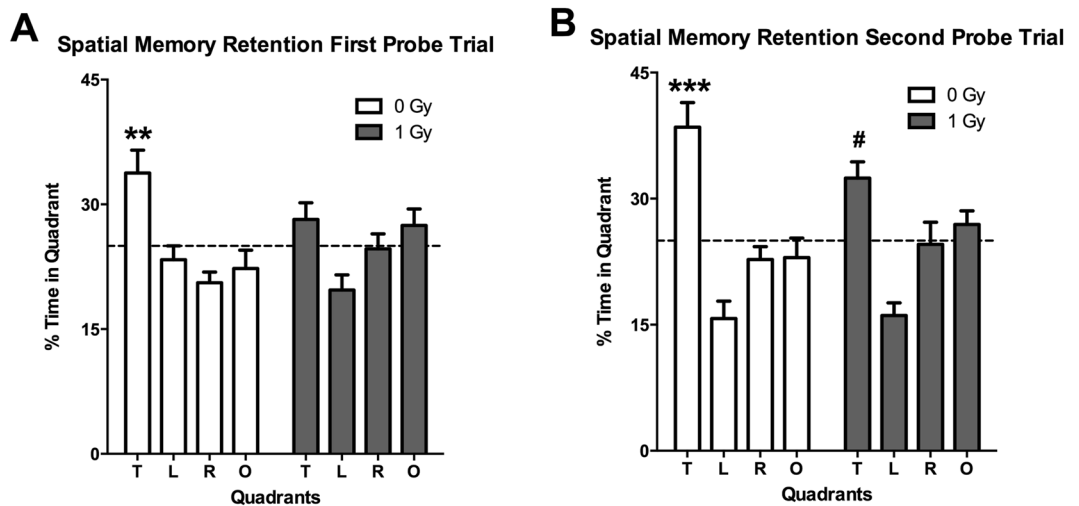 A
Spatial Memory Retention First Probe Trial
45
30
15
0
% Time in Quadrant
**
0 Gy
1 Gy
T L R O T L R O
Quadrants
B
Spatial Memory Retention Second Probe Trial
45
30
15
0
% Time in Quadrant
***
#
0 Gy
1 Gy
T L R O T L R O
Quadrants